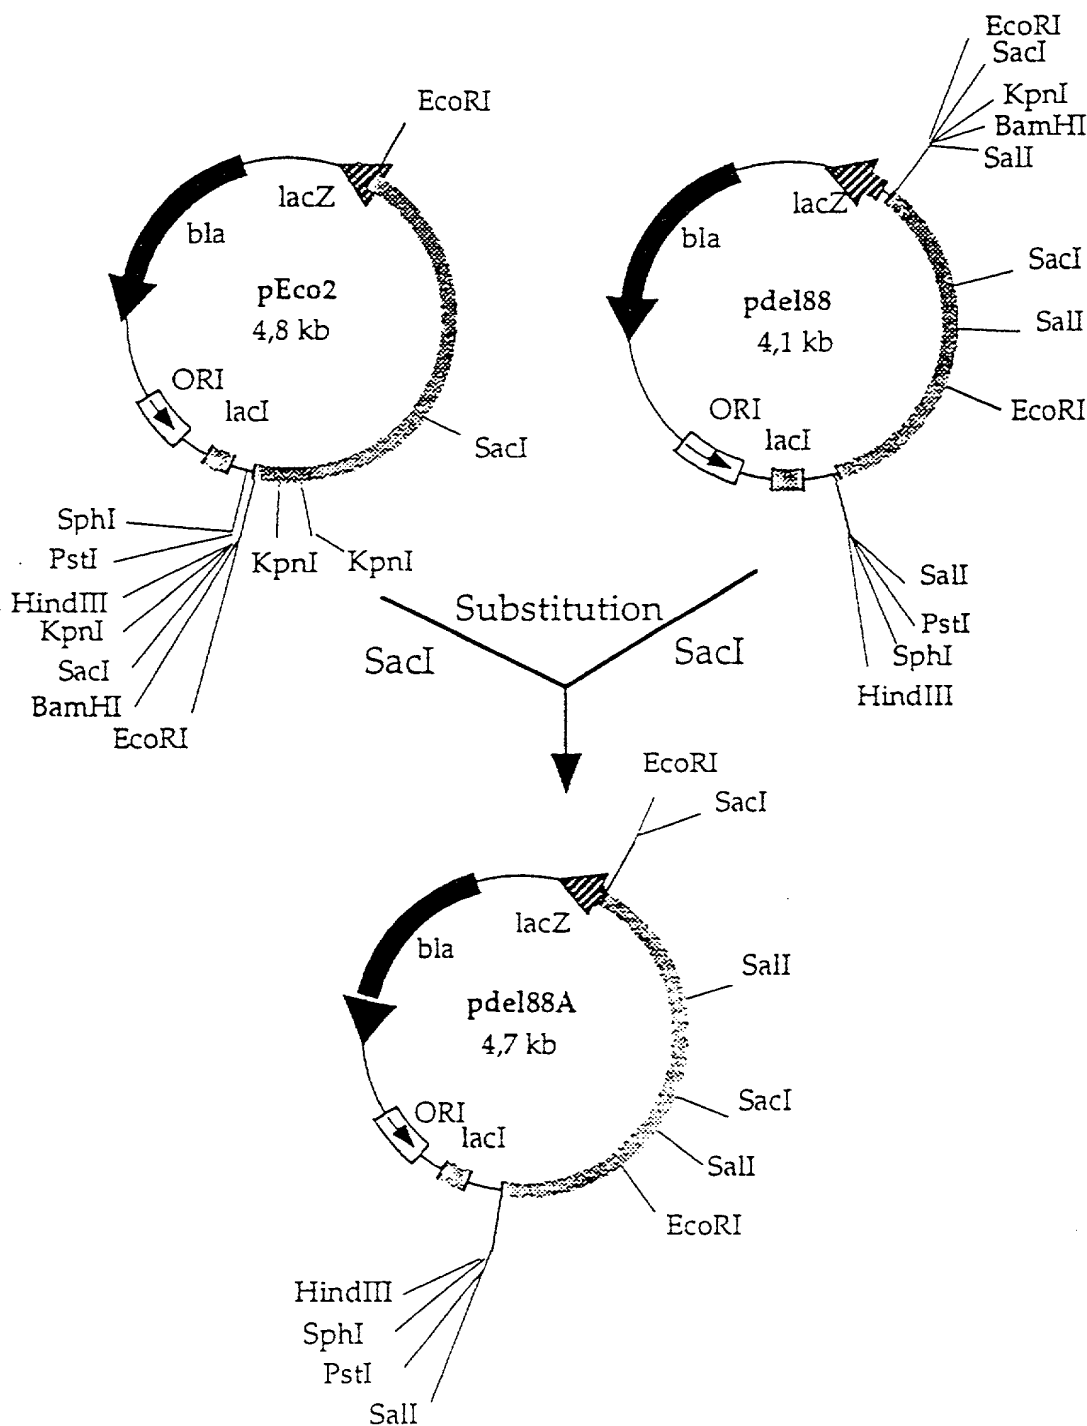 EcoRI
lacZ
bla
pEco2
4,8 kb
ORI
lacI
SacI
KpnI
KpnI
SphI
PstI
HindIII
KpnI
SacI
BamHI
EcoRI
EcoRI
SacI
KpnI
BamHI
SalI
lacZ
bla
SacI
pdel88
4,1 kb
SalI
EcoRI
ORI
lacI
SalI
PstI
SphI
HindIII
Substitution
SacI
SacI
EcoRI
SacI
lacZ
bla
SalI
pdel88A
4,7 kb
SacI
ORI
lacI
SalI
EcoRI
HindIII
SphI
PstI
SalI